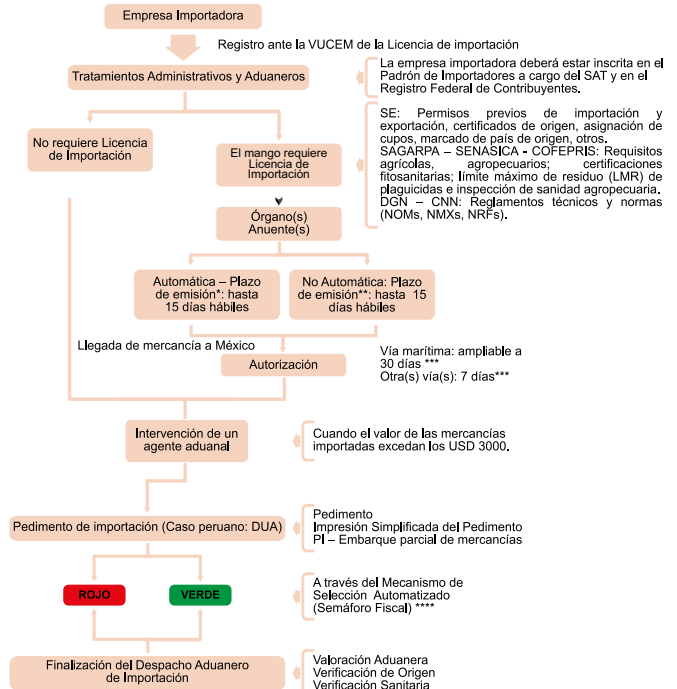 Empresa Importadora
Registro ante la VUCEM de la Licencia de importación
Tratamientos Administrativos y Aduaneros
La empresa importadora deberá estar inscrita en el
Padrón de Importadores a cargo del SAT y en el
Registro Federal de Contribuyentes.
No requiere Licencia
de Importación
El mango requiere
Licencia de
Importación
SE: Permisos previos de importación y
exportación, certificados de origen, asignación de
cupos, marcado de país de origen, otros.
SAGARPA – SENASICA - COFEPRIS: Requisitos
agrícolas, agropecuarios; certificaciones
fitosanitarias; límite máximo de residuo (LMR) de
plaguicidas e inspección de sanidad agropecuaria.
DGN – CNN: Reglamentos técnicos y normas
(NOMs, NMXs, NRFs).
Órgano(s)
Anuente(s)
Automática – Plazo
de emisión*: hasta
15 días hábiles
No Automática: Plazo
de emisión**: hasta 15
días hábiles
Llegada de mercancía a México
Autorización
Vía marítima: ampliable a
30 días ***
Otra(s) vía(s): 7 días***
Intervención de un
agente aduanal
Cuando el valor de las mercancías
importadas excedan los USD 3000.
Pedimento de importación (Caso peruano: DUA)
Pedimento
Impresión Simplificada del Pedimento
PI – Embarque parcial de mercancías
ROJO
VERDE
A través del Mecanismo de
Selección Automatizado
(Semáforo Fiscal) ****
Finalización del Despacho Aduanero
de Importación
Valoración Aduanera
Verificación de Origen
Verificación Sanitaria